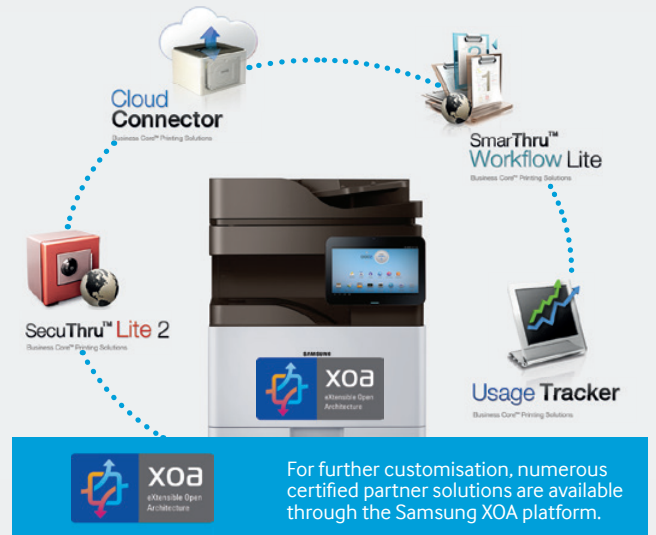 Cloud
Connector
Business Core™ Printing Solutions
SmarThru™
Workflow Lite
Business Core™ Printing Solutions
SecuThru™ Lite 2
Business Core™ Printing Solutions
SAMSUNG
XOA
eXtensible Open
Architecture
Usage Tracker
Business Core™ Printing Solutions
XOA
eXtensible Open
Architecture
For further customisation, numerous
certified partner solutions are available
through the Samsung XOA platform.